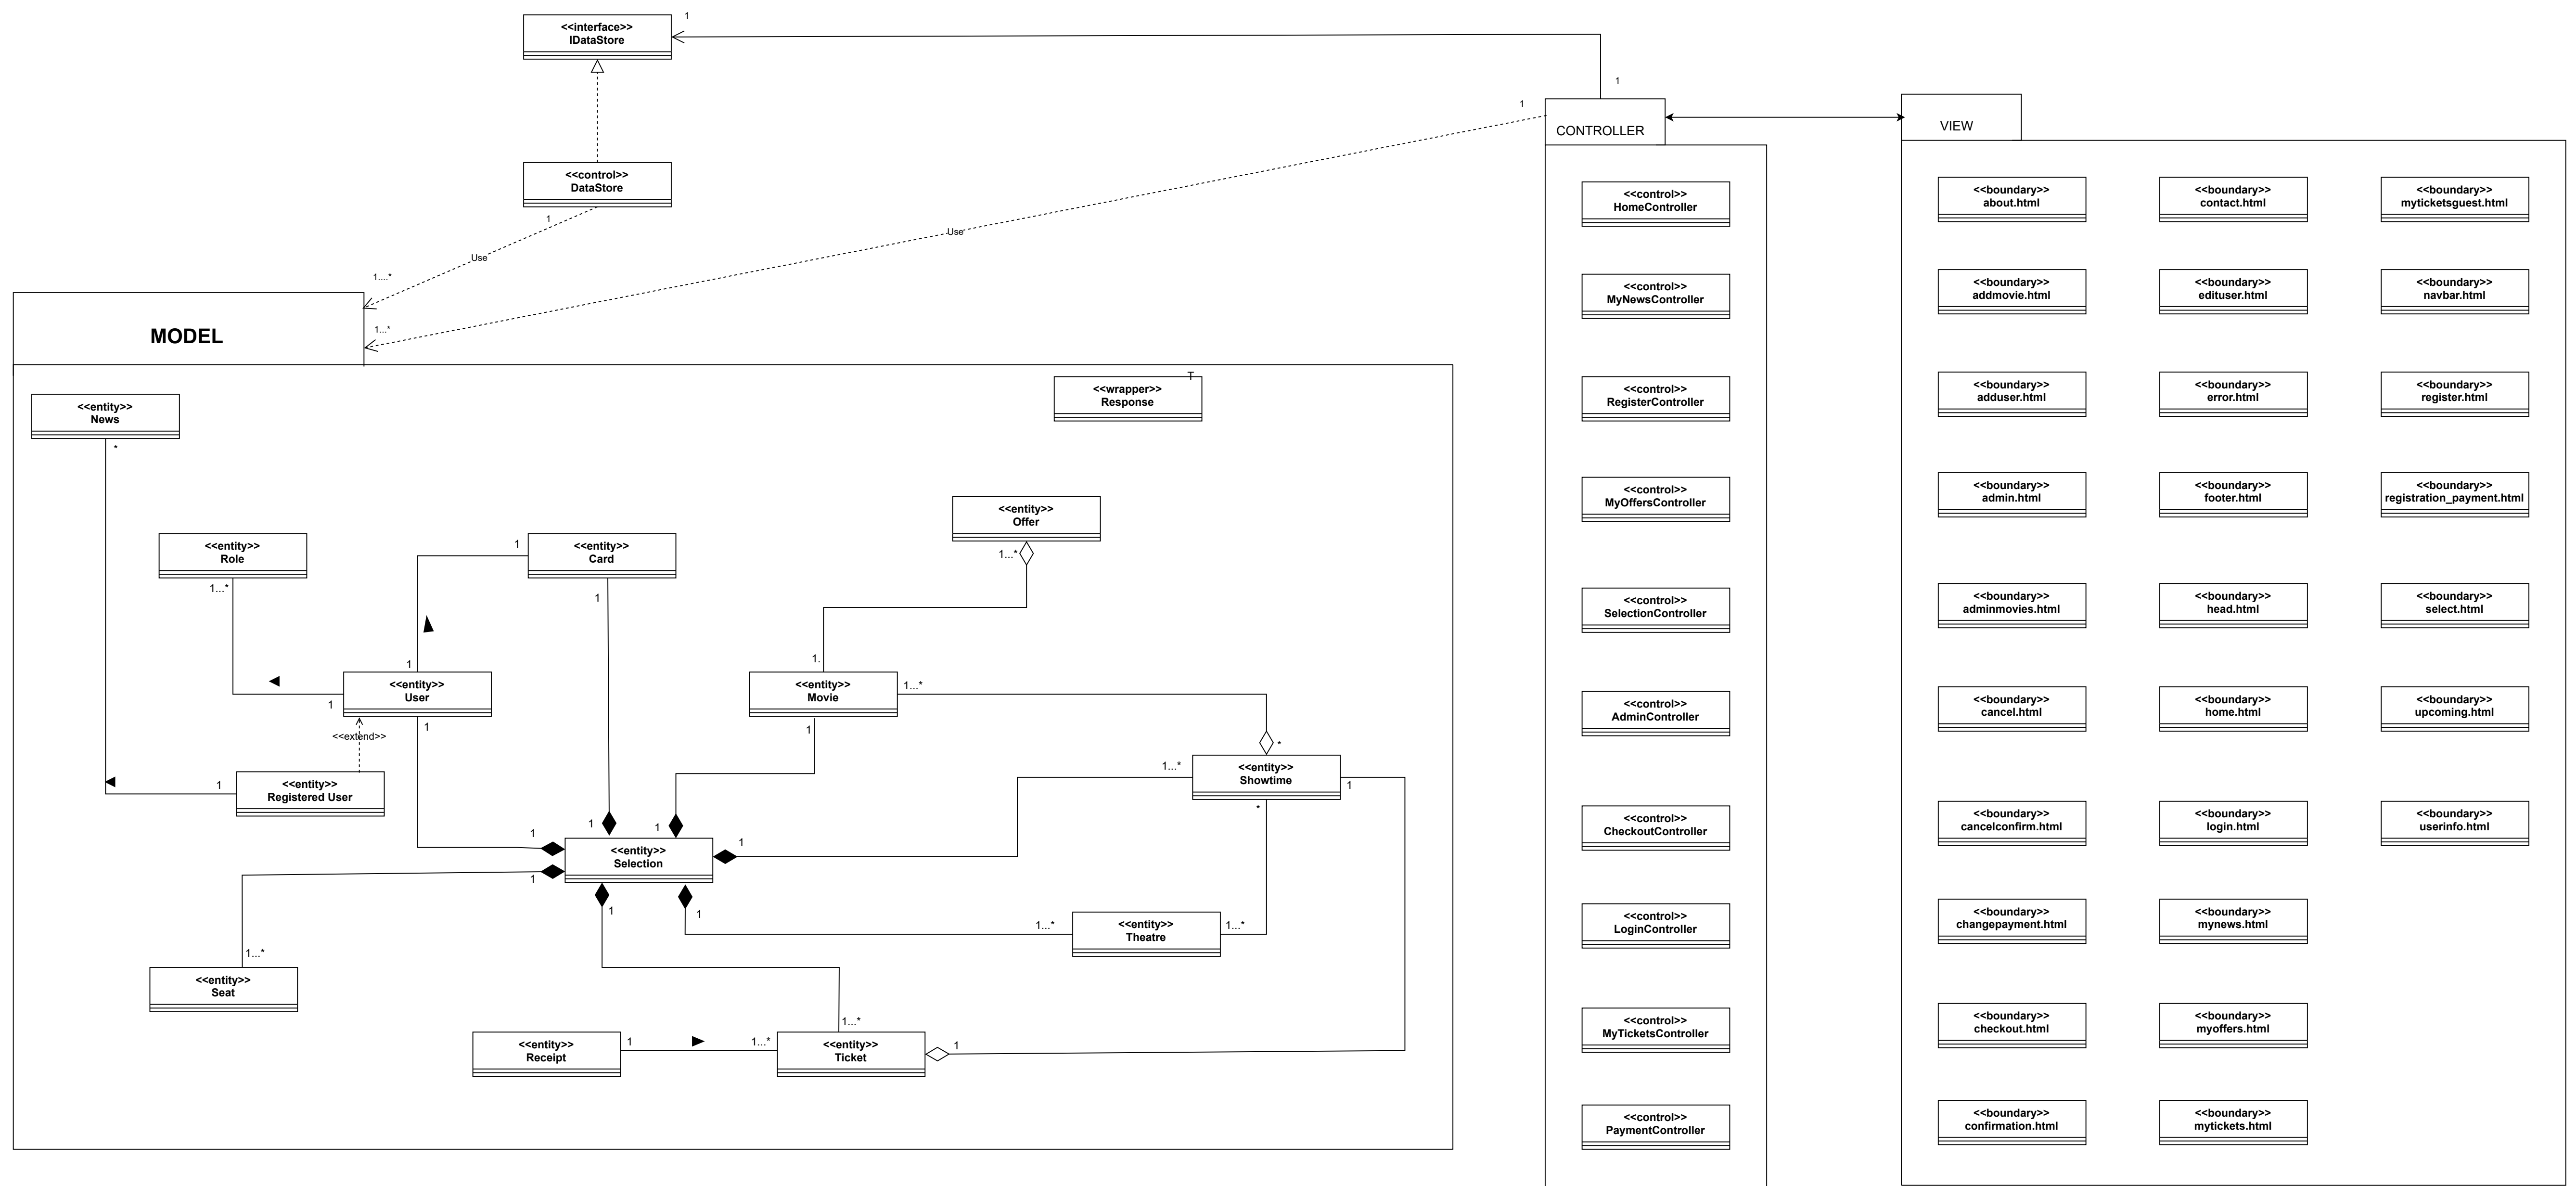 <<interface>>
IDataStore
1
1
<<control>>
DataStore
1
Use
1....*
1
Use
1...*
MODEL
<<wrapper>>
Response
T
<<entity>>
News
*
<<entity>>
Role
1...*
<<entity>>
Card
1
1
<<entity>>
Offer
1...*
1
<<entity>>
User
1
1
<<extend>>
<<entity>>
Registered User
1
1.
<<entity>>
Movie
1...*
1
*
<<entity>>
Showtime
1...*
1
*
1
1
1
<<entity>>
Selection
1
1
1
1
1...*
<<entity>>
Theatre
1...*
1...*
<<entity>>
Seat
1...*
<<entity>>
Receipt
1
1...*
<<entity>>
Ticket
1
CONTROLLER
<<control>>
HomeController
<<control>>
MyNewsController
<<control>>
RegisterController
<<control>>
MyOffersController
<<control>>
SelectionController
<<control>>
AdminController
<<control>>
CheckoutController
<<control>>
LoginController
<<control>>
MyTicketsController
<<control>>
PaymentController
VIEW
<<boundary>>
about.html
<<boundary>>
addmovie.html
<<boundary>>
adduser.html
<<boundary>>
admin.html
<<boundary>>
adminmovies.html
<<boundary>>
cancel.html
<<boundary>>
cancelconfirm.html
<<boundary>>
changepayment.html
<<boundary>>
checkout.html
<<boundary>>
confirmation.html
<<boundary>>
contact.html
<<boundary>>
edituser.html
<<boundary>>
error.html
<<boundary>>
footer.html
<<boundary>>
head.html
<<boundary>>
home.html
<<boundary>>
login.html
<<boundary>>
mynews.html
<<boundary>>
myoffers.html
<<boundary>>
mytickets.html
<<boundary>>
myticketsguest.html
<<boundary>>
navbar.html
<<boundary>>
register.html
<<boundary>>
registration_payment.html
<<boundary>>
select.html
<<boundary>>
upcoming.html
<<boundary>>
userinfo.html